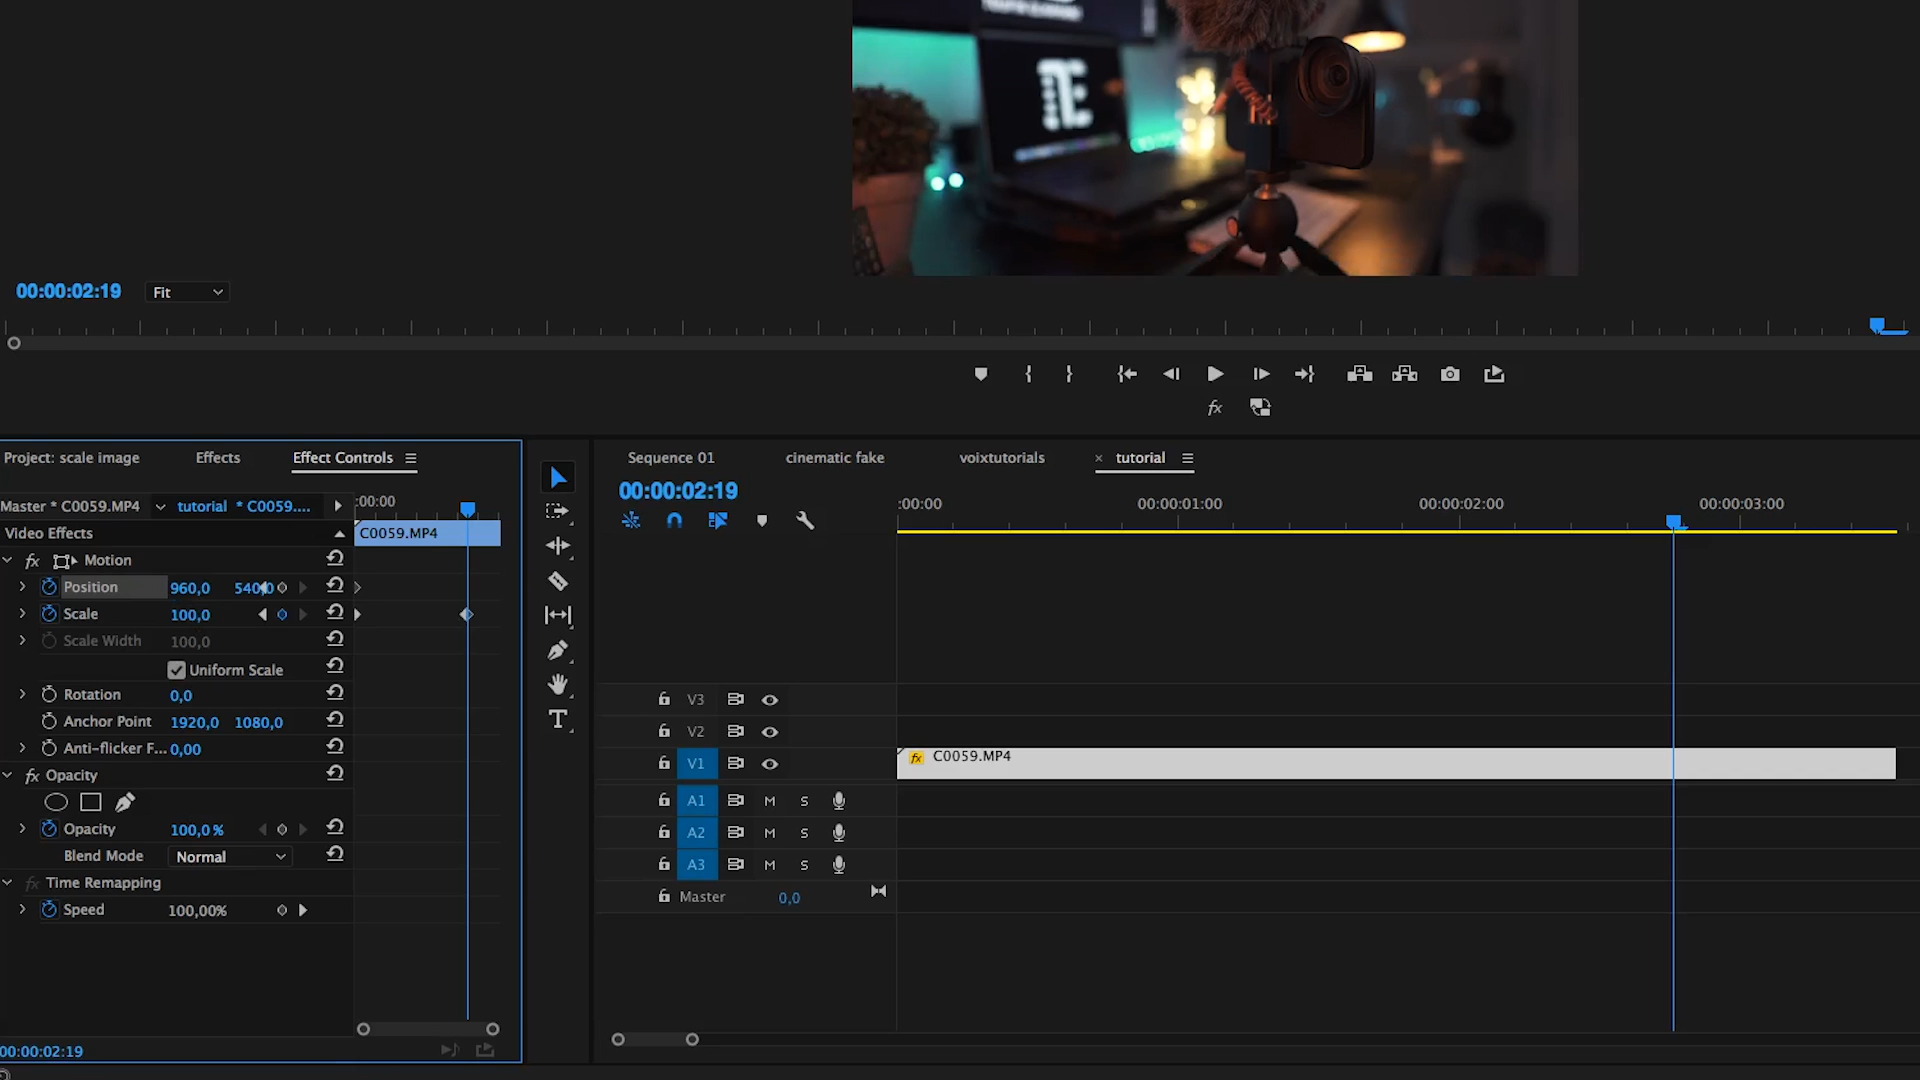 00:00:02:19 Fit
fx
Project: scale image Effects Effect Controls
Sequence 01 cinematic fake voixtutorials × tutorial
00:00:02:19
:00:00 00:00:01:00 00:00:02:00 00:00:03:00
Master * C0059.MP4 tutorial * C0059.... :00:00
Video Effects C0059.MP4
fx Motion
Position 960,0 540,0
Scale 100,0
Scale Width 100,0
Uniform Scale
Rotation 0,0
Anchor Point 1920,0 1080,0
Anti-flicker F... 0,00
fx Opacity
Opacity 100,0 %
Blend Mode Normal
fx Time Remapping
Speed 100,00%
00:00:02:19
T
V3
V2
V1 fx C0059.MP4
A1 M S
A2 M S
A3 M S
Master 0,0